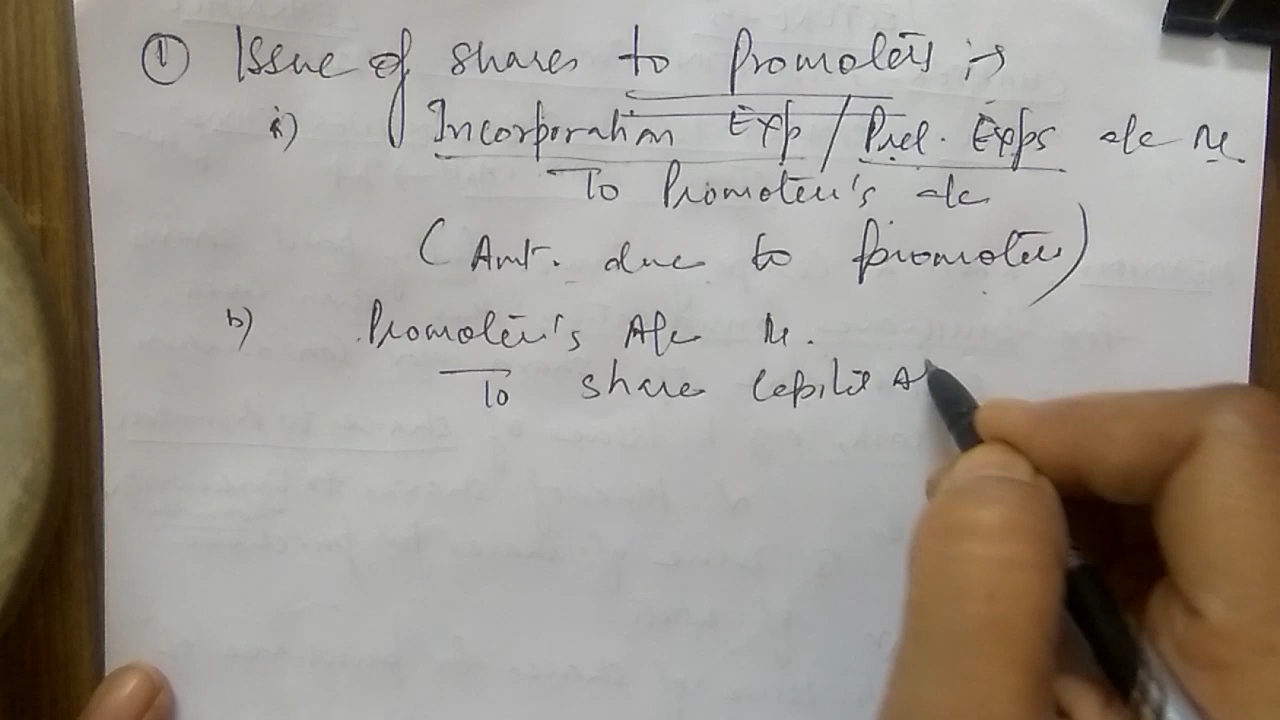 ① Issue of shares to Promoters :→
a) Incorporation Exp / Prel. Exps a/c Dr.
To Promoter's a/c
(Amt. due to promoters)
b) Promoter's A/c Dr.
To share Capital A